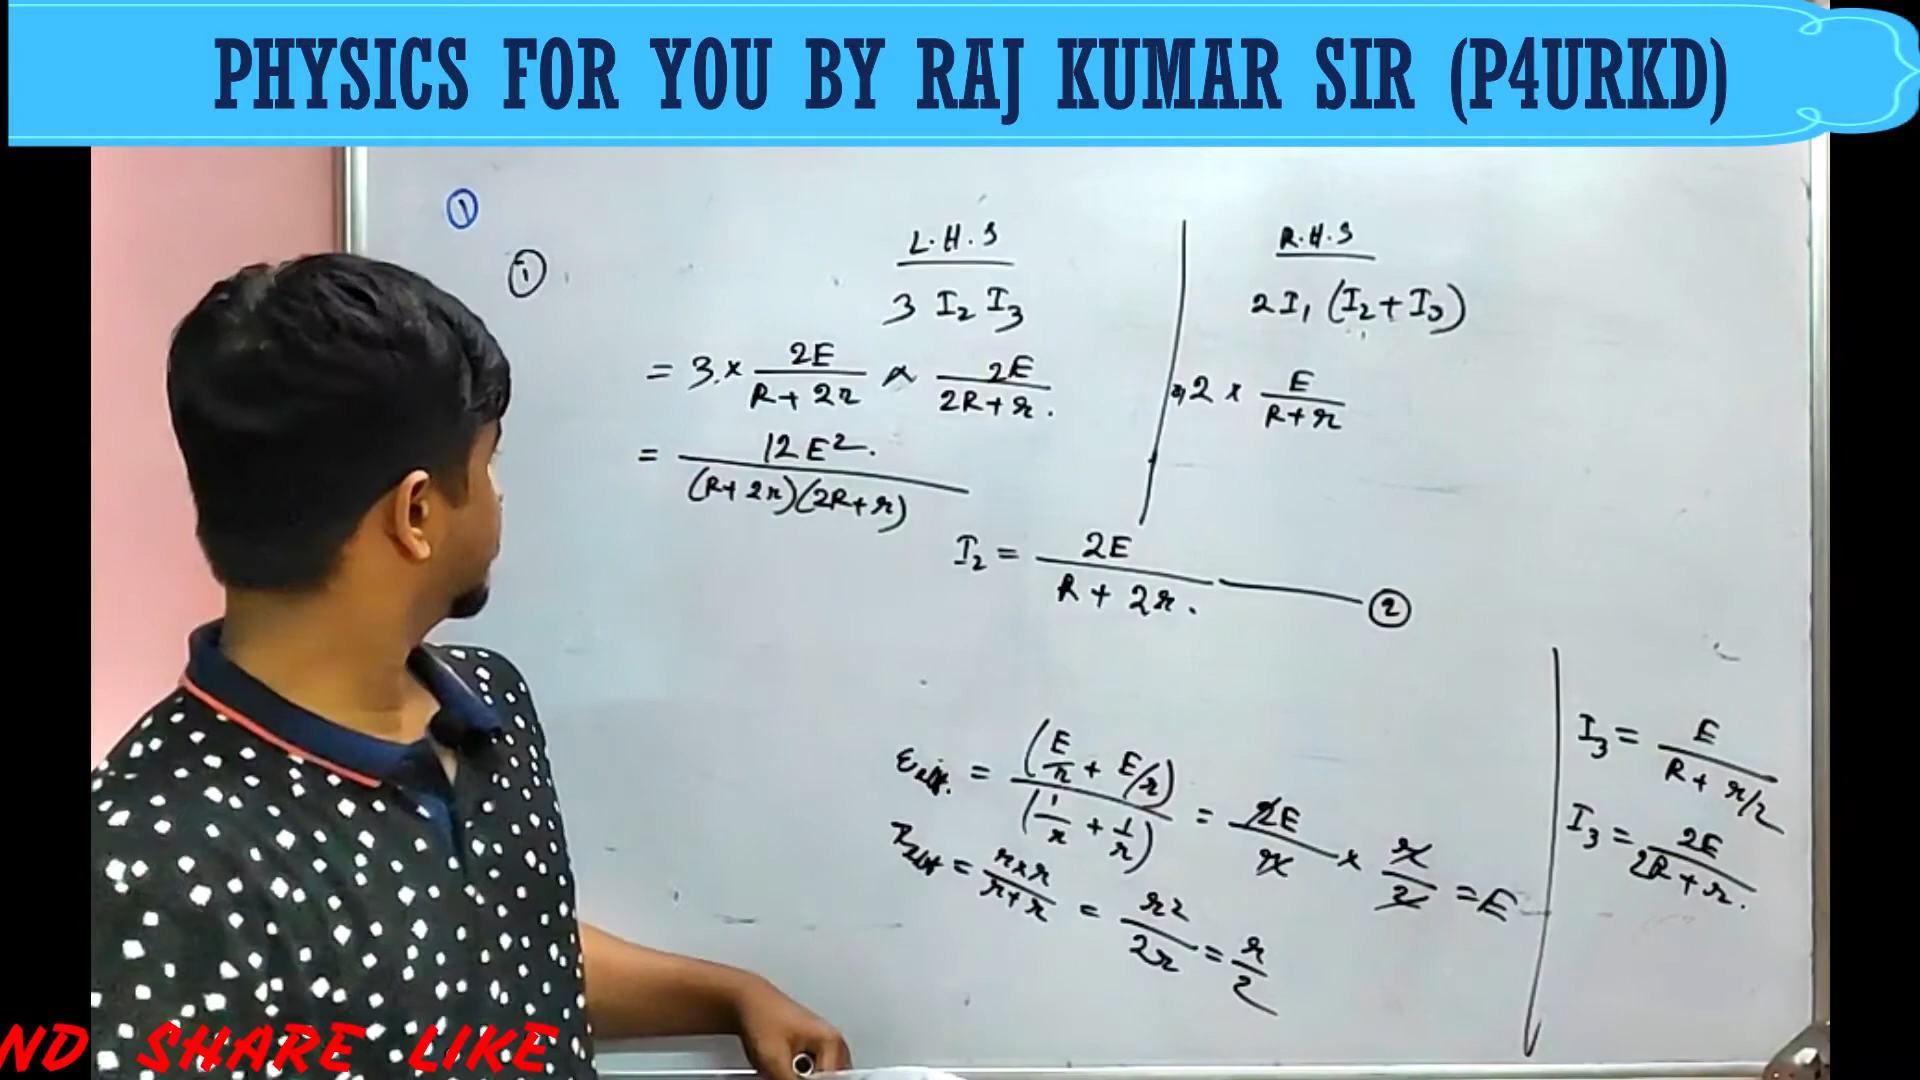 PHYSICS FOR YOU BY RAJ KUMAR SIR (P4URKD)
①
①
L.H.S
3 I₂ I₃
= 3 × 2E/(R+2r) × 2E/(2R+r).
= 12E²./(R+2r)(2R+r)
R.H.S
2I₁ (I₂+I₃)
2 × E/(R+r)
I₂ = 2E/(R+2r). ②
= (E/r + E/r)/(1/r + 1/r) = 2E/r × r/2 = E
= r×r/(r+r) = r²/2r = r/2
I₃ = E/(R+r/2)
I₃ = 2E/(2R+r).
ND SHARE LIKE